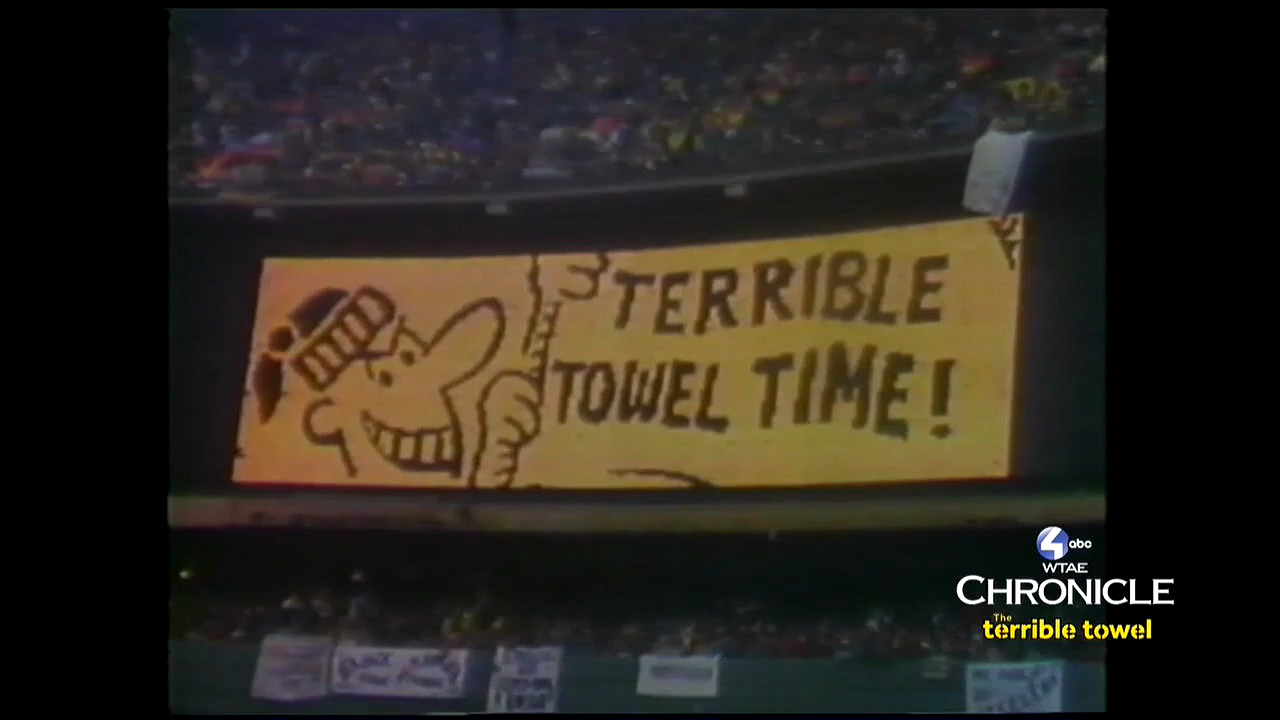 TERRIBLE
TOWEL TIME!
4 abc
WTAE
CHRONICLE
The
terrible towel